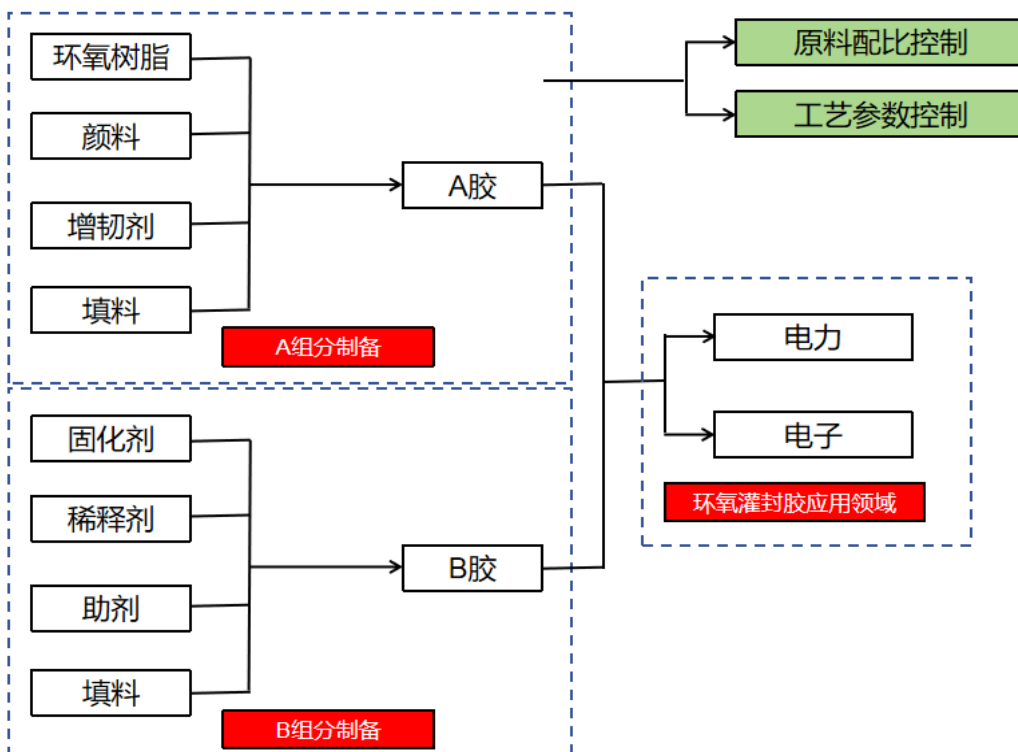 环氧树脂
颜料
增韧剂
填料
A胶
A组分制备
原料配比控制
工艺参数控制
固化剂
稀释剂
助剂
填料
B胶
B组分制备
电力
电子
环氧灌封胶应用领域